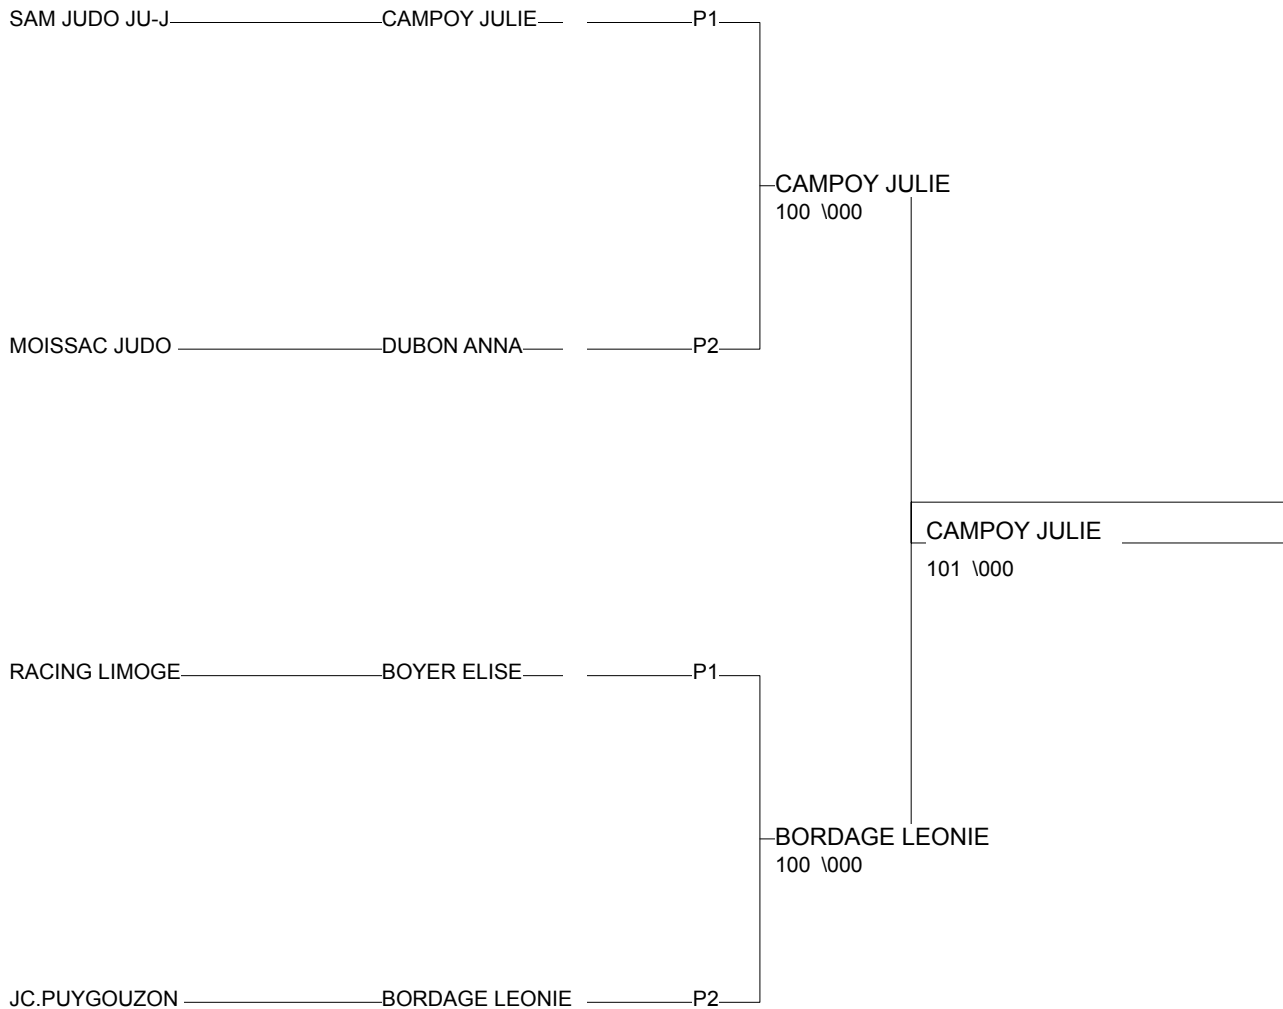 SAM JUDO JU-J CAMPOY JULIE P1
CAMPOY JULIE
100 \000
MOISSAC JUDO DUBON ANNA P2
CAMPOY JULIE
101 \000
RACING LIMOGE BOYER ELISE P1
BORDAGE LEONIE
100 \000
JC.PUYGOUZON BORDAGE LEONIE P2